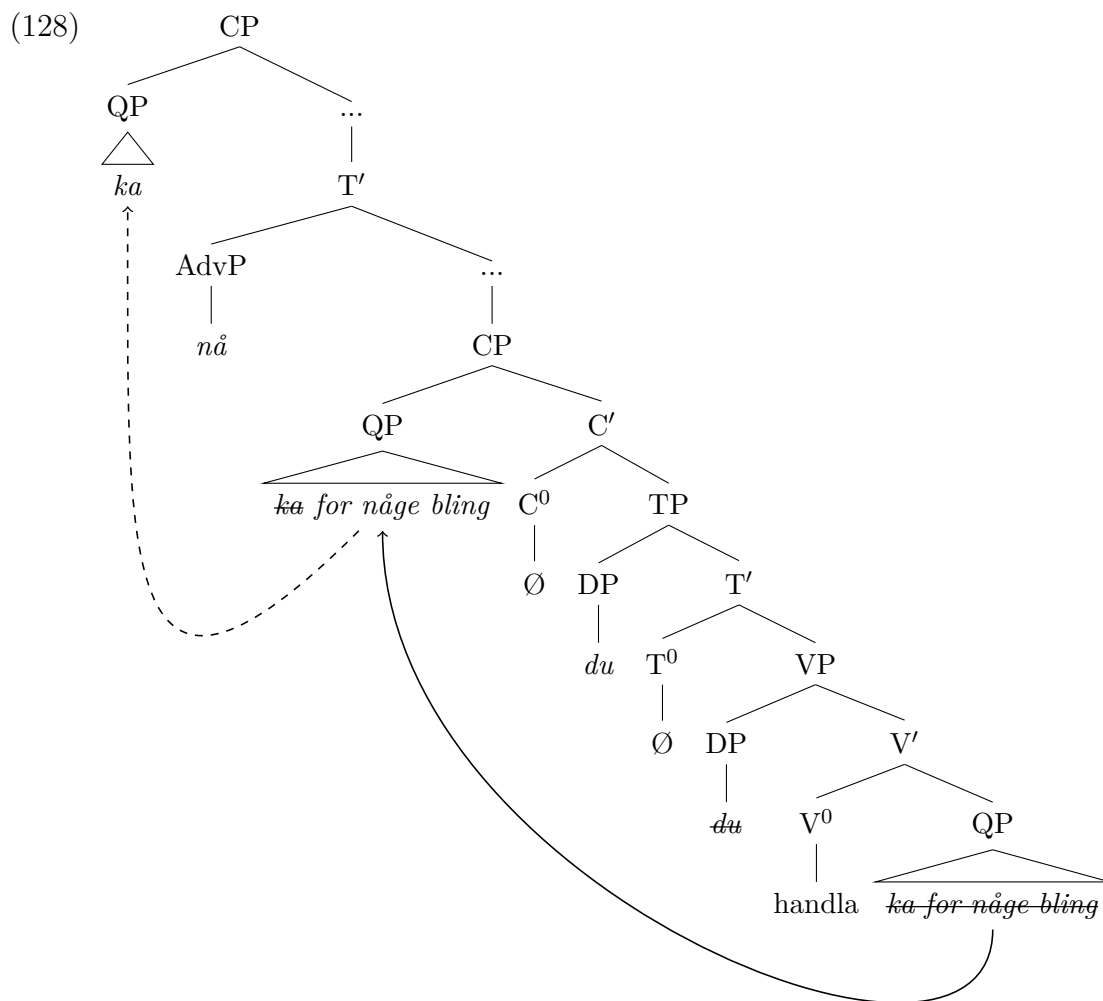 (128) CP
QP ...
ka T′
AdvP ...
nå CP
QP C′
ka for någe bling C⁰ TP
Ø DP T′
du T⁰ VP
Ø DP V′
du V⁰ QP
handla ka for någe bling